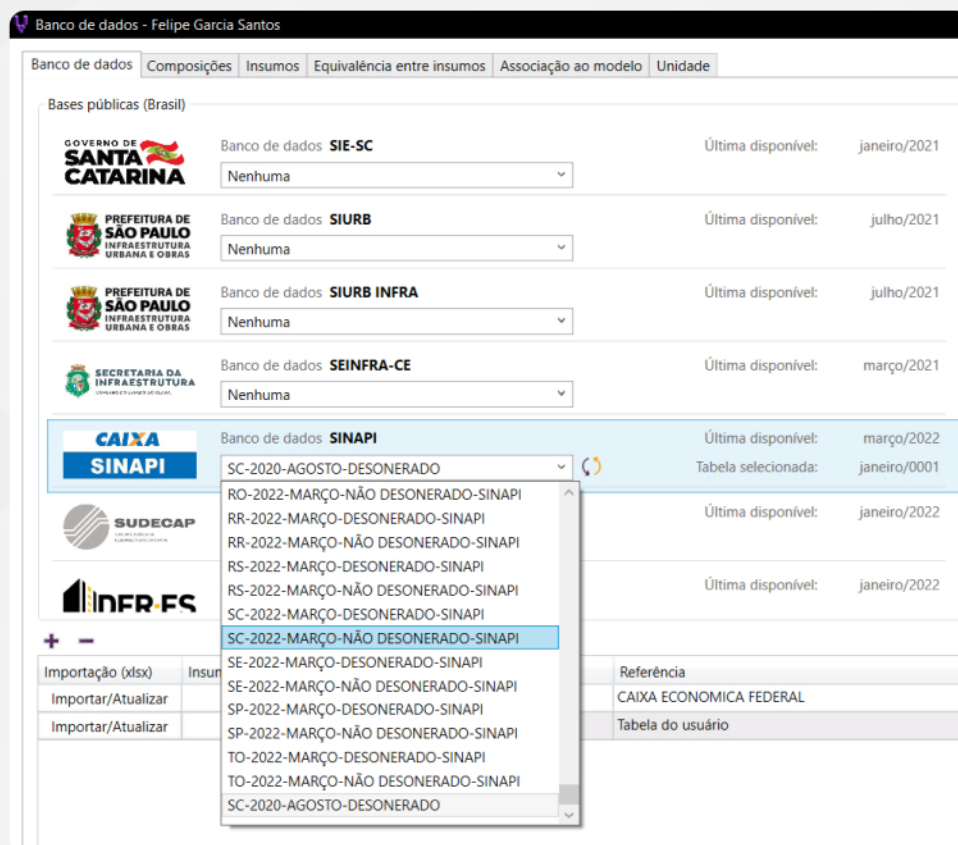 Banco de dados - Felipe Garcia Santos
Banco de dados Composições Insumos Equivalência entre insumos Associação ao modelo Unidade
Bases públicas (Brasil)
GOVERNO DE
SANTA
CATARINA
Banco de dados SIE-SC
Última disponível: janeiro/2021
Nenhuma
PREFEITURA DE
SÃO PAULO
INFRAESTRUTURA
URBANA E OBRAS
Banco de dados SIURB
Última disponível: julho/2021
Nenhuma
PREFEITURA DE
SÃO PAULO
INFRAESTRUTURA
URBANA E OBRAS
Banco de dados SIURB INFRA
Última disponível: julho/2021
Nenhuma
SECRETARIA DA
INFRAESTRUTURA
Banco de dados SEINFRA-CE
Última disponível: março/2021
Nenhuma
CAIXA
SINAPI
Banco de dados SINAPI
Última disponível: março/2022
SC-2020-AGOSTO-DESONERADO
Tabela selecionada: janeiro/0001
RO-2022-MARÇO-NÃO DESONERADO-SINAPI
RR-2022-MARÇO-DESONERADO-SINAPI
RR-2022-MARÇO-NÃO DESONERADO-SINAPI
RS-2022-MARÇO-DESONERADO-SINAPI
RS-2022-MARÇO-NÃO DESONERADO-SINAPI
SC-2022-MARÇO-DESONERADO-SINAPI
SC-2022-MARÇO-NÃO DESONERADO-SINAPI
SE-2022-MARÇO-DESONERADO-SINAPI
SE-2022-MARÇO-NÃO DESONERADO-SINAPI
SP-2022-MARÇO-DESONERADO-SINAPI
SP-2022-MARÇO-NÃO DESONERADO-SINAPI
TO-2022-MARÇO-DESONERADO-SINAPI
TO-2022-MARÇO-NÃO DESONERADO-SINAPI
SC-2020-AGOSTO-DESONERADO
SUDECAP
Última disponível: janeiro/2022
DER-ES
Última disponível: janeiro/2022
Importação (xlsx) Insum Referência
Importar/Atualizar CAIXA ECONOMICA FEDERAL
Importar/Atualizar Tabela do usuário